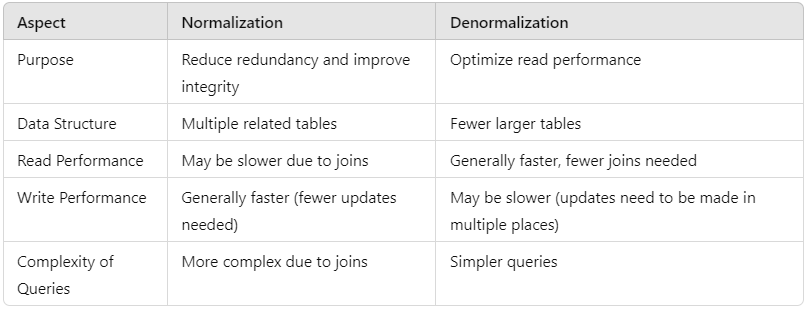 Aspect Normalization Denormalization
Purpose Reduce redundancy and improve Optimize read performance
integrity
Data Structure Multiple related tables Fewer larger tables
Read Performance May be slower due to joins Generally faster, fewer joins needed
Write Performance Generally faster (fewer updates May be slower (updates need to be made in
needed) multiple places)
Complexity of More complex due to joins Simpler queries
Queries